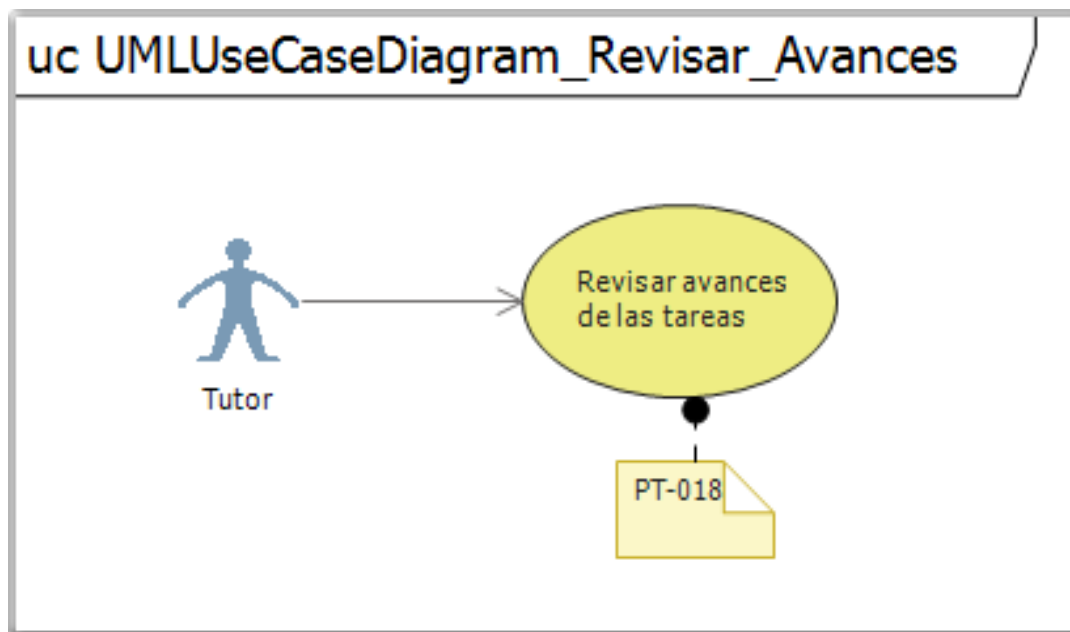 uc UMLUseCaseDiagram_Revisar_Avances
Revisar avances
de las tareas
Tutor
PT-018